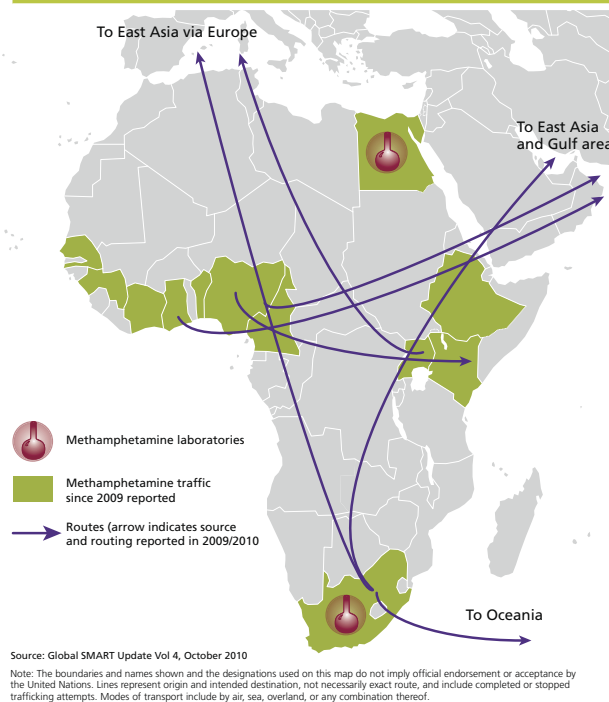 To East Asia via Europe
To East Asia
and Gulf area
Methamphetamine laboratories
Methamphetamine traffic
since 2009 reported
Routes (arrow indicates source
and routing reported in 2009/2010
To Oceania
Source: Global SMART Update Vol 4, October 2010
Note: The boundaries and names shown and the designations used on this map do not imply official endorsement or acceptance by
the United Nations. Lines represent origin and intended destination, not necessarily exact route, and include completed or stopped
trafficking attempts. Modes of transport include by air, sea, overland, or any combination thereof.